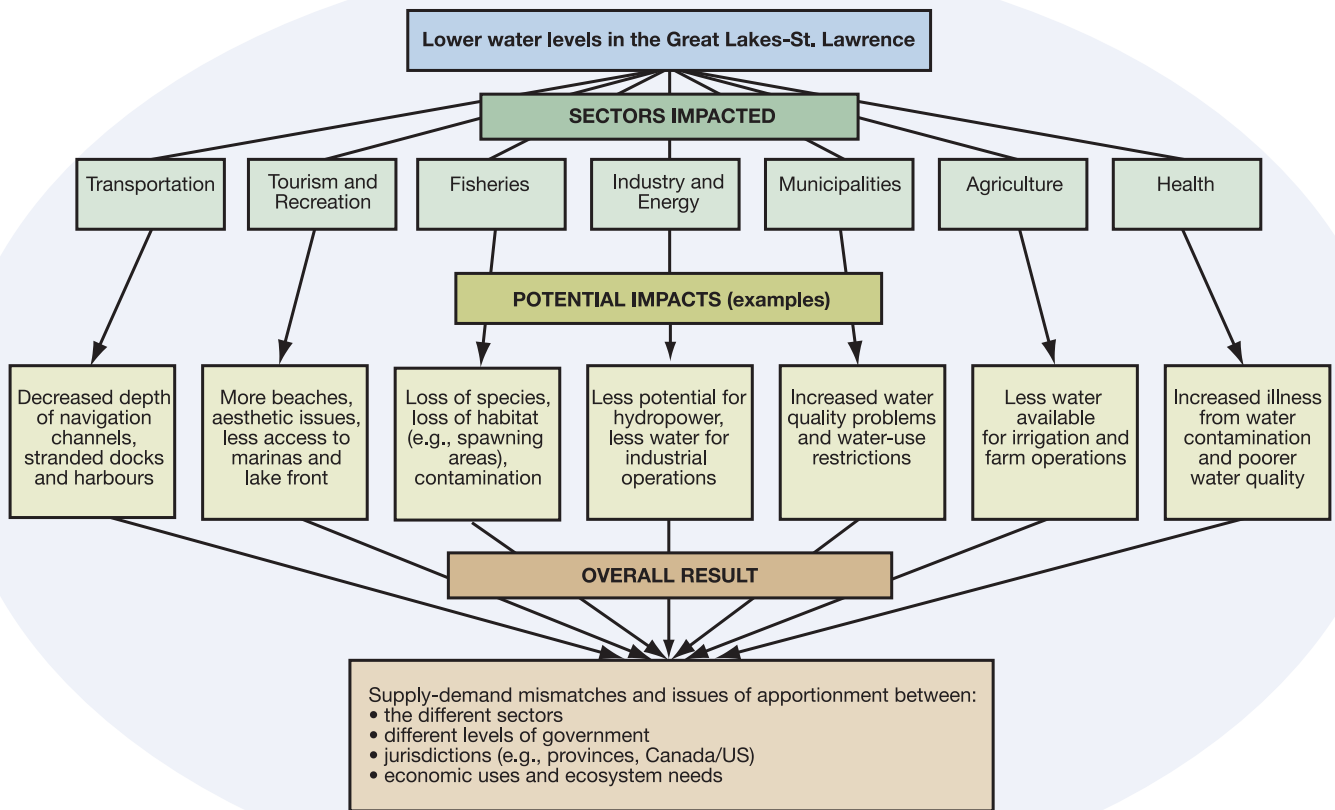 Lower water levels in the Great Lakes-St. Lawrence
SECTORS IMPACTED
Transportation
Tourism and
Recreation
Fisheries
Industry and
Energy
Municipalities
Agriculture
Health
POTENTIAL IMPACTS (examples)
Decreased depth
of navigation
channels,
stranded docks
and harbours
More beaches,
aesthetic issues,
less access to
marinas and
lake front
Loss of species,
loss of habitat
(e.g., spawning
areas),
contamination
Less potential for
hydropower,
less water for
industrial
operations
Increased water
quality problems
and water-use
restrictions
Less water
available
for irrigation and
farm operations
Increased illness
from water
contamination
and poorer
water quality
OVERALL RESULT
Supply-demand mismatches and issues of apportionment between:
• the different sectors
• different levels of government
• jurisdictions (e.g., provinces, Canada/US)
• economic uses and ecosystem needs